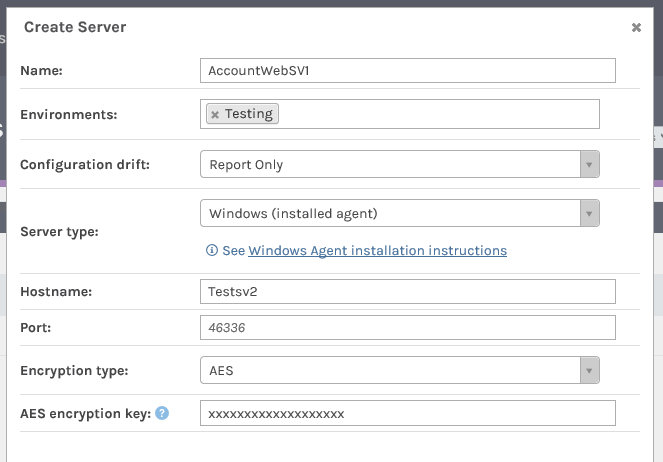 Create Server
Name: AccountWebSV1
Environments: Testing
Configuration drift: Report Only
Server type: Windows (installed agent)
See Windows Agent installation instructions
Hostname: Testsv2
Port: 46336
Encryption type: AES
AES encryption key: ? xxxxxxxxxxxxxxxxxxx